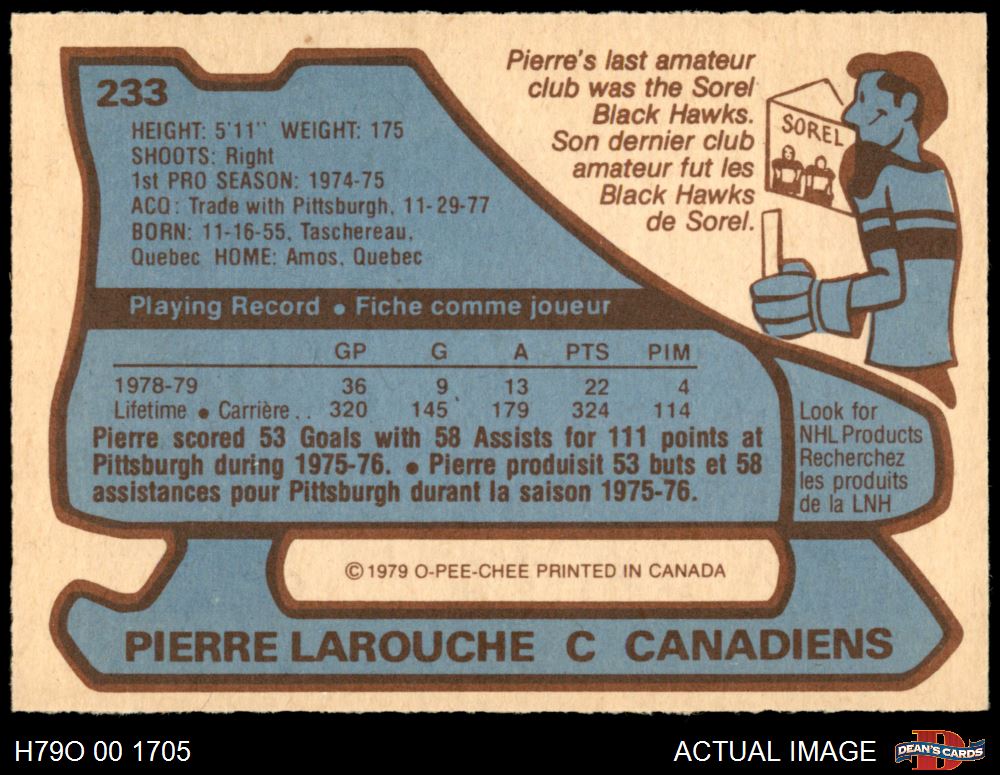 233
HEIGHT: 5'11" WEIGHT: 175
SHOOTS: Right
1st PRO SEASON: 1974-75
ACQ: Trade with Pittsburgh, 11-29-77
BORN: 11-16-55, Taschereau,
Quebec HOME: Amos, Quebec
Pierre's last amateur
club was the Sorel
Black Hawks.
Son dernier club
amateur fut les
Black Hawks
de Sorel.
SOREL
Playing Record • Fiche comme joueur
GP G A PTS PIM
1978-79 36 9 13 22 4
Lifetime • Carrière .. 320 145 179 324 114
Pierre scored 53 Goals with 58 Assists for 111 points at
Pittsburgh during 1975-76. • Pierre produisit 53 buts et 58
assistances pour Pittsburgh durant la saison 1975-76.
Look for
NHL Products
Recherchez
les produits
de la LNH
© 1979 O-PEE-CHEE PRINTED IN CANADA
PIERRE LAROUCHE C CANADIENS
H79O 00 1705
ACTUAL IMAGE
D
DEAN'S CARDS